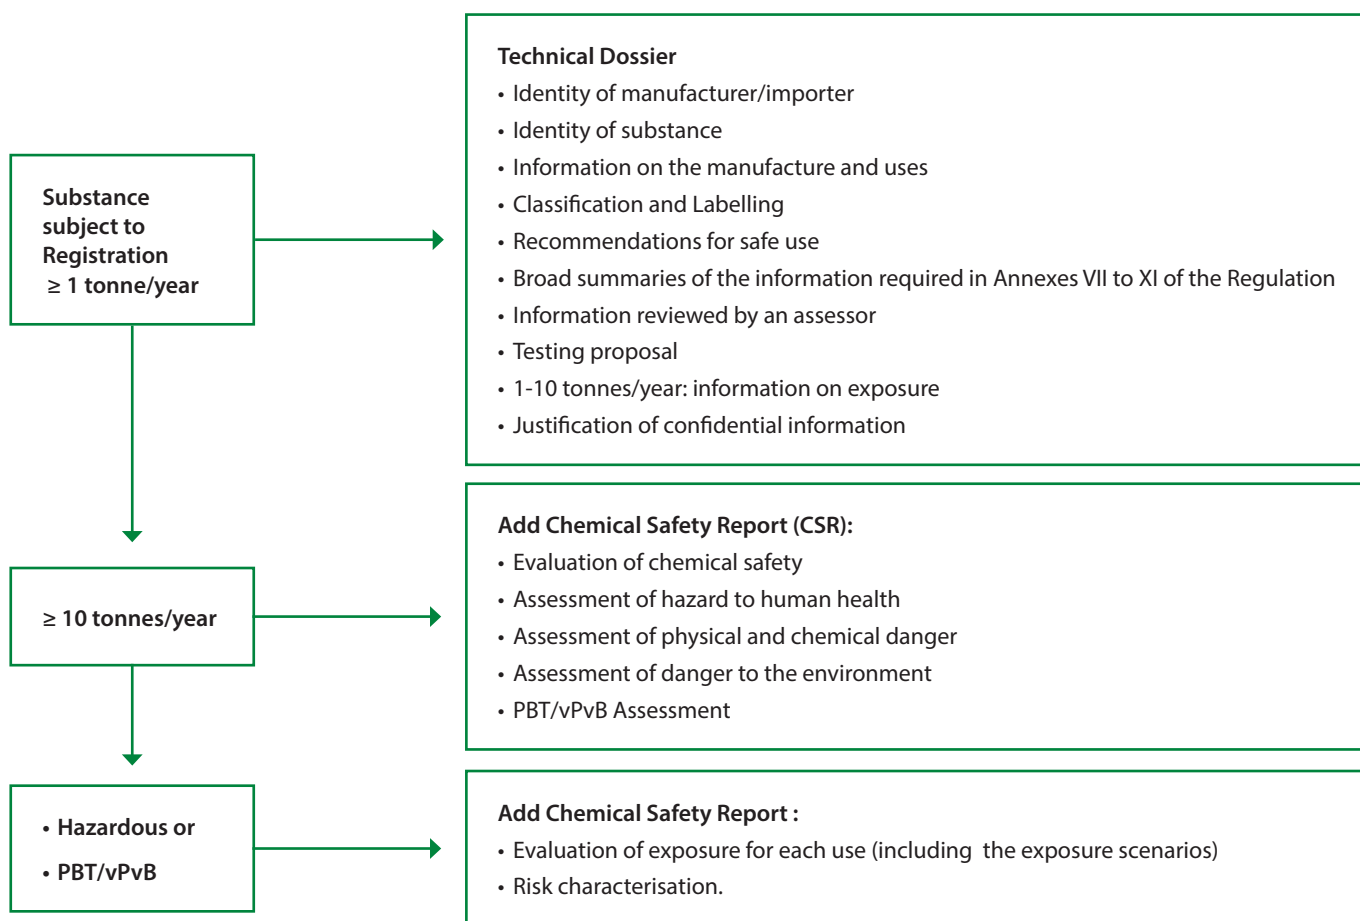 Technical Dossier
• Identity of manufacturer/importer
• Identity of substance
• Information on the manufacture and uses
• Classification and Labelling
• Recommendations for safe use
• Broad summaries of the information required in Annexes VII to XI of the Regulation
• Information reviewed by an assessor
• Testing proposal
• 1-10 tonnes/year: information on exposure
• Justification of confidential information
Substance
subject to
Registration
≥ 1 tonne/year
Add Chemical Safety Report (CSR):
• Evaluation of chemical safety
• Assessment of hazard to human health
• Assessment of physical and chemical danger
• Assessment of danger to the environment
• PBT/vPvB Assessment
≥ 10 tonnes/year
Add Chemical Safety Report :
• Evaluation of exposure for each use (including the exposure scenarios)
• Risk characterisation.
• Hazardous or
• PBT/vPvB